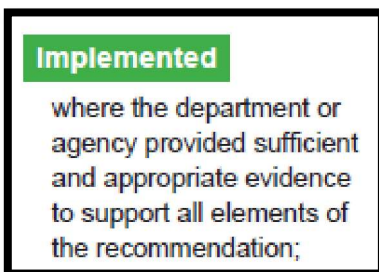 Implemented
where the department or
agency provided sufficient
and appropriate evidence
to support all elements of
the recommendation;